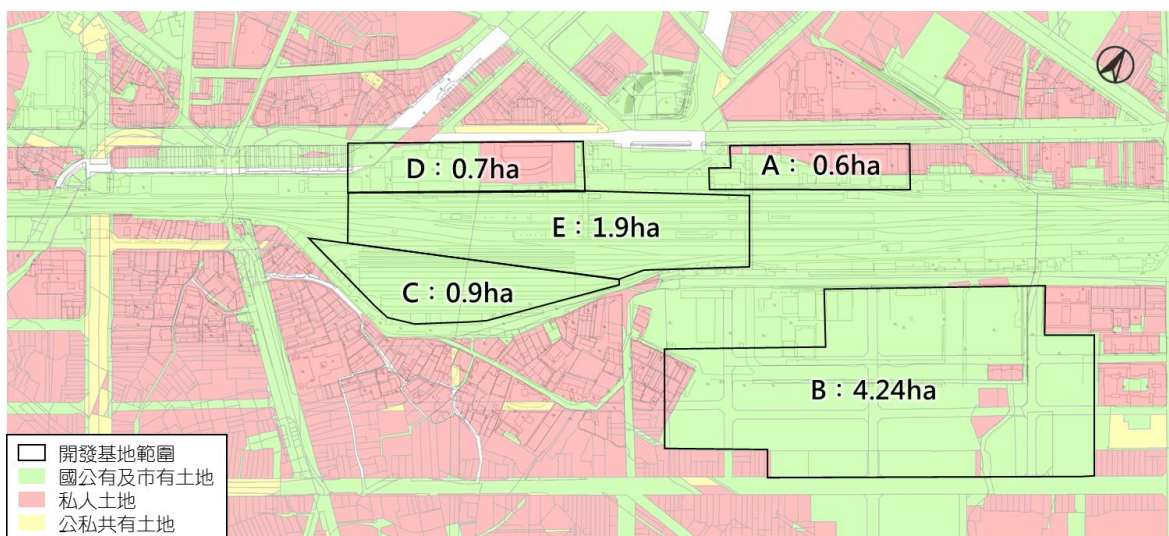 D：0.7ha
A：0.6ha
E：1.9ha
C：0.9ha
B：4.24ha
開發基地範圍
國公有及市有土地
私人土地
公私共有土地